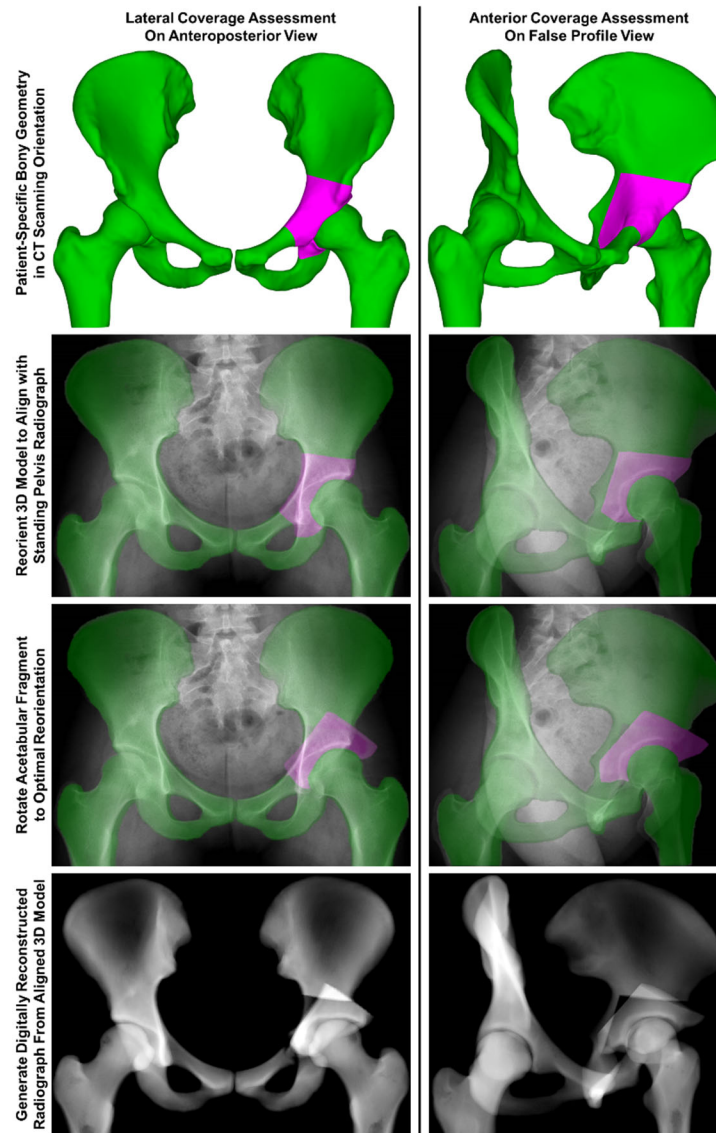 Lateral Coverage Assessment
On Anteroposterior View
Anterior Coverage Assessment
On False Profile View
Patient-Specific Bony Geometry
in CT Scanning Orientation
Reorient 3D Model to Align with
Standing Pelvis Radiograph
Rotate Acetabular Fragment
to Optimal Reorientation
Generate Digitally Reconstructed
Radiograph From Aligned 3D Model